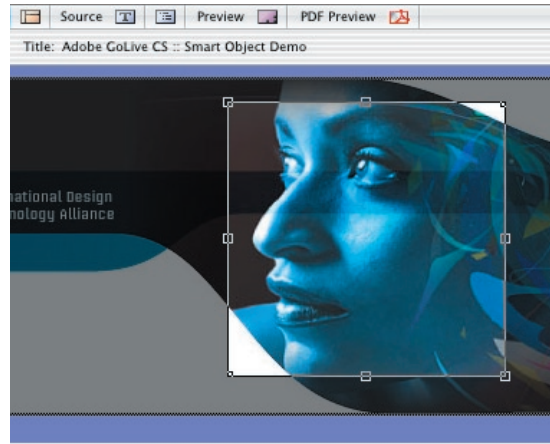 Source T Preview PDF Preview
Title: Adobe GoLive CS :: Smart Object Demo
national Design
nology Alliance